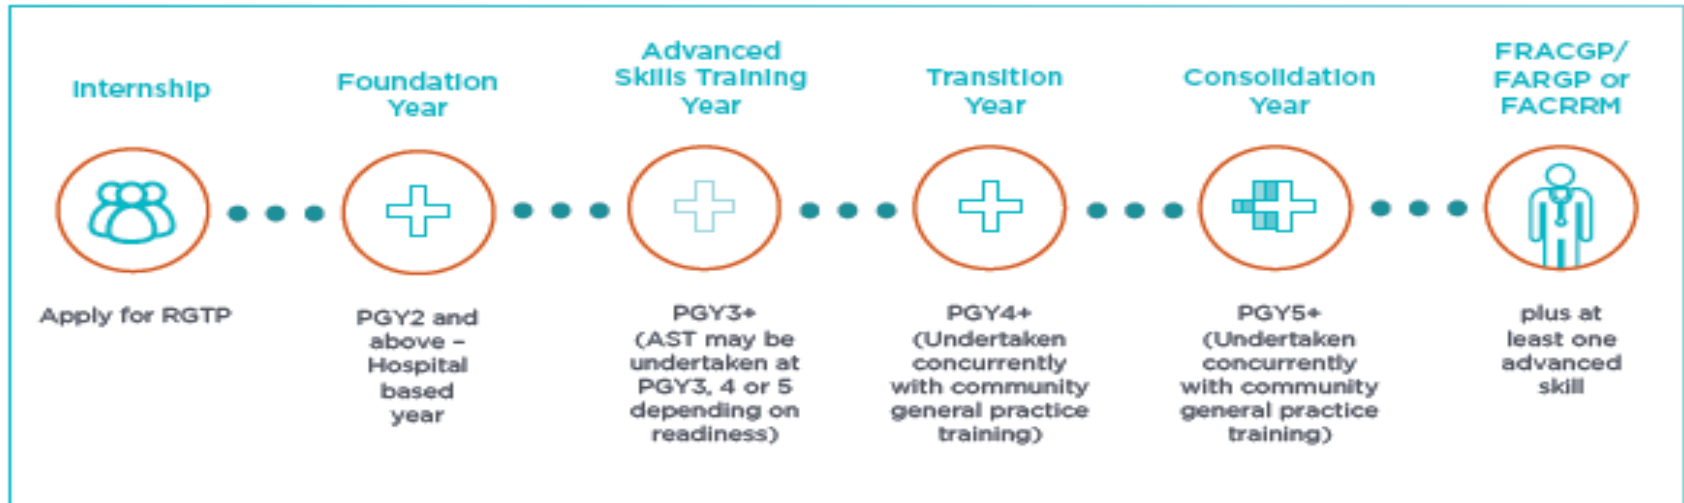 Internship
Foundation
Year
Advanced
Skills Training
Year
Transition
Year
Consolidation
Year
FRACGP/
FARGP or
FACRRM
Apply for RGTP
PGY2 and
above –
Hospital
based
year
PGY3+
(AST may be
undertaken at
PGY3, 4 or 5
depending on
readiness)
PGY4+
(Undertaken
concurrently
with community
general practice
training)
PGY5+
(Undertaken
concurrently
with community
general practice
training)
plus at
least one
advanced
skill